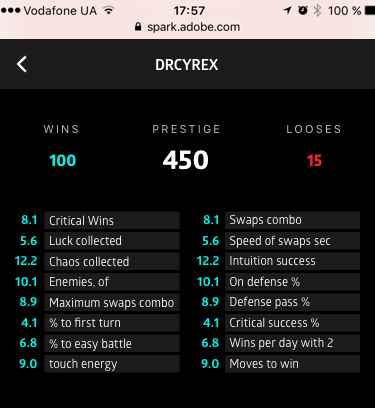 Vodafone UA 17:57 100 %
spark.adobe.com
DRCYREX
WINS PRESTIGE LOOSES
100 450 15
8.1 Critical Wins 8.1 Swaps combo
5.6 Luck collected 5.6 Speed of swaps sec
12.2 Chaos collected 12.2 Intuition success
10.1 Enemies, of 10.1 On defense %
8.9 Maximum swaps combo 8.9 Defense pass %
4.1 % to first turn 4.1 Critical success %
6.8 % to easy battle 6.8 Wins per day with 2
9.0 touch energy 9.0 Moves to win